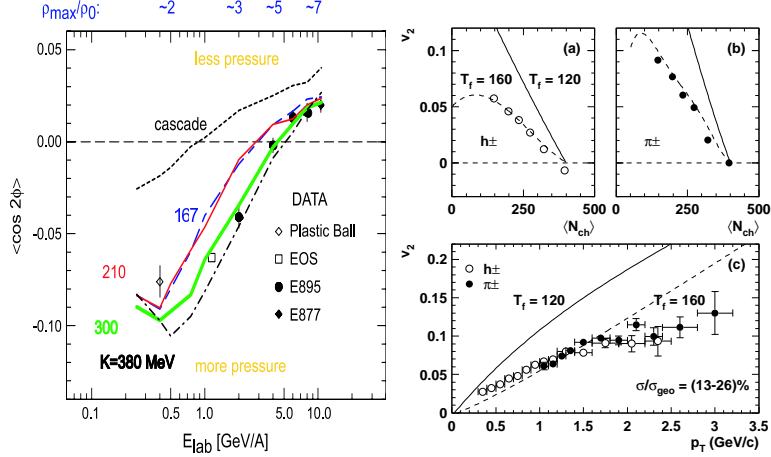 ρmax/ρ0: ~2 ~3 ~5 ~7
<cos 2ϕ>
+0.05
0.00
-0.05
-0.10
less pressure
cascade
167
210
300
K=380 MeV
more pressure
DATA
Plastic Ball
EOS
E895
E877
0.1 0.5 1.0 5.0 10.0
Elab [GeV/A]
v2
0.1
0.05
0
(a)
Tf = 160 Tf = 120
h±
0 250 500
⟨Nch⟩
(b)
π±
0 250 500
⟨Nch⟩
v2
0.2
0.15
0.1
0.05
0
h±
π±
(c)
Tf = 120
Tf = 160
σ/σgeo = (13-26)%
0 0.5 1 1.5 2 2.5 3 3.5
pT (GeV/c)